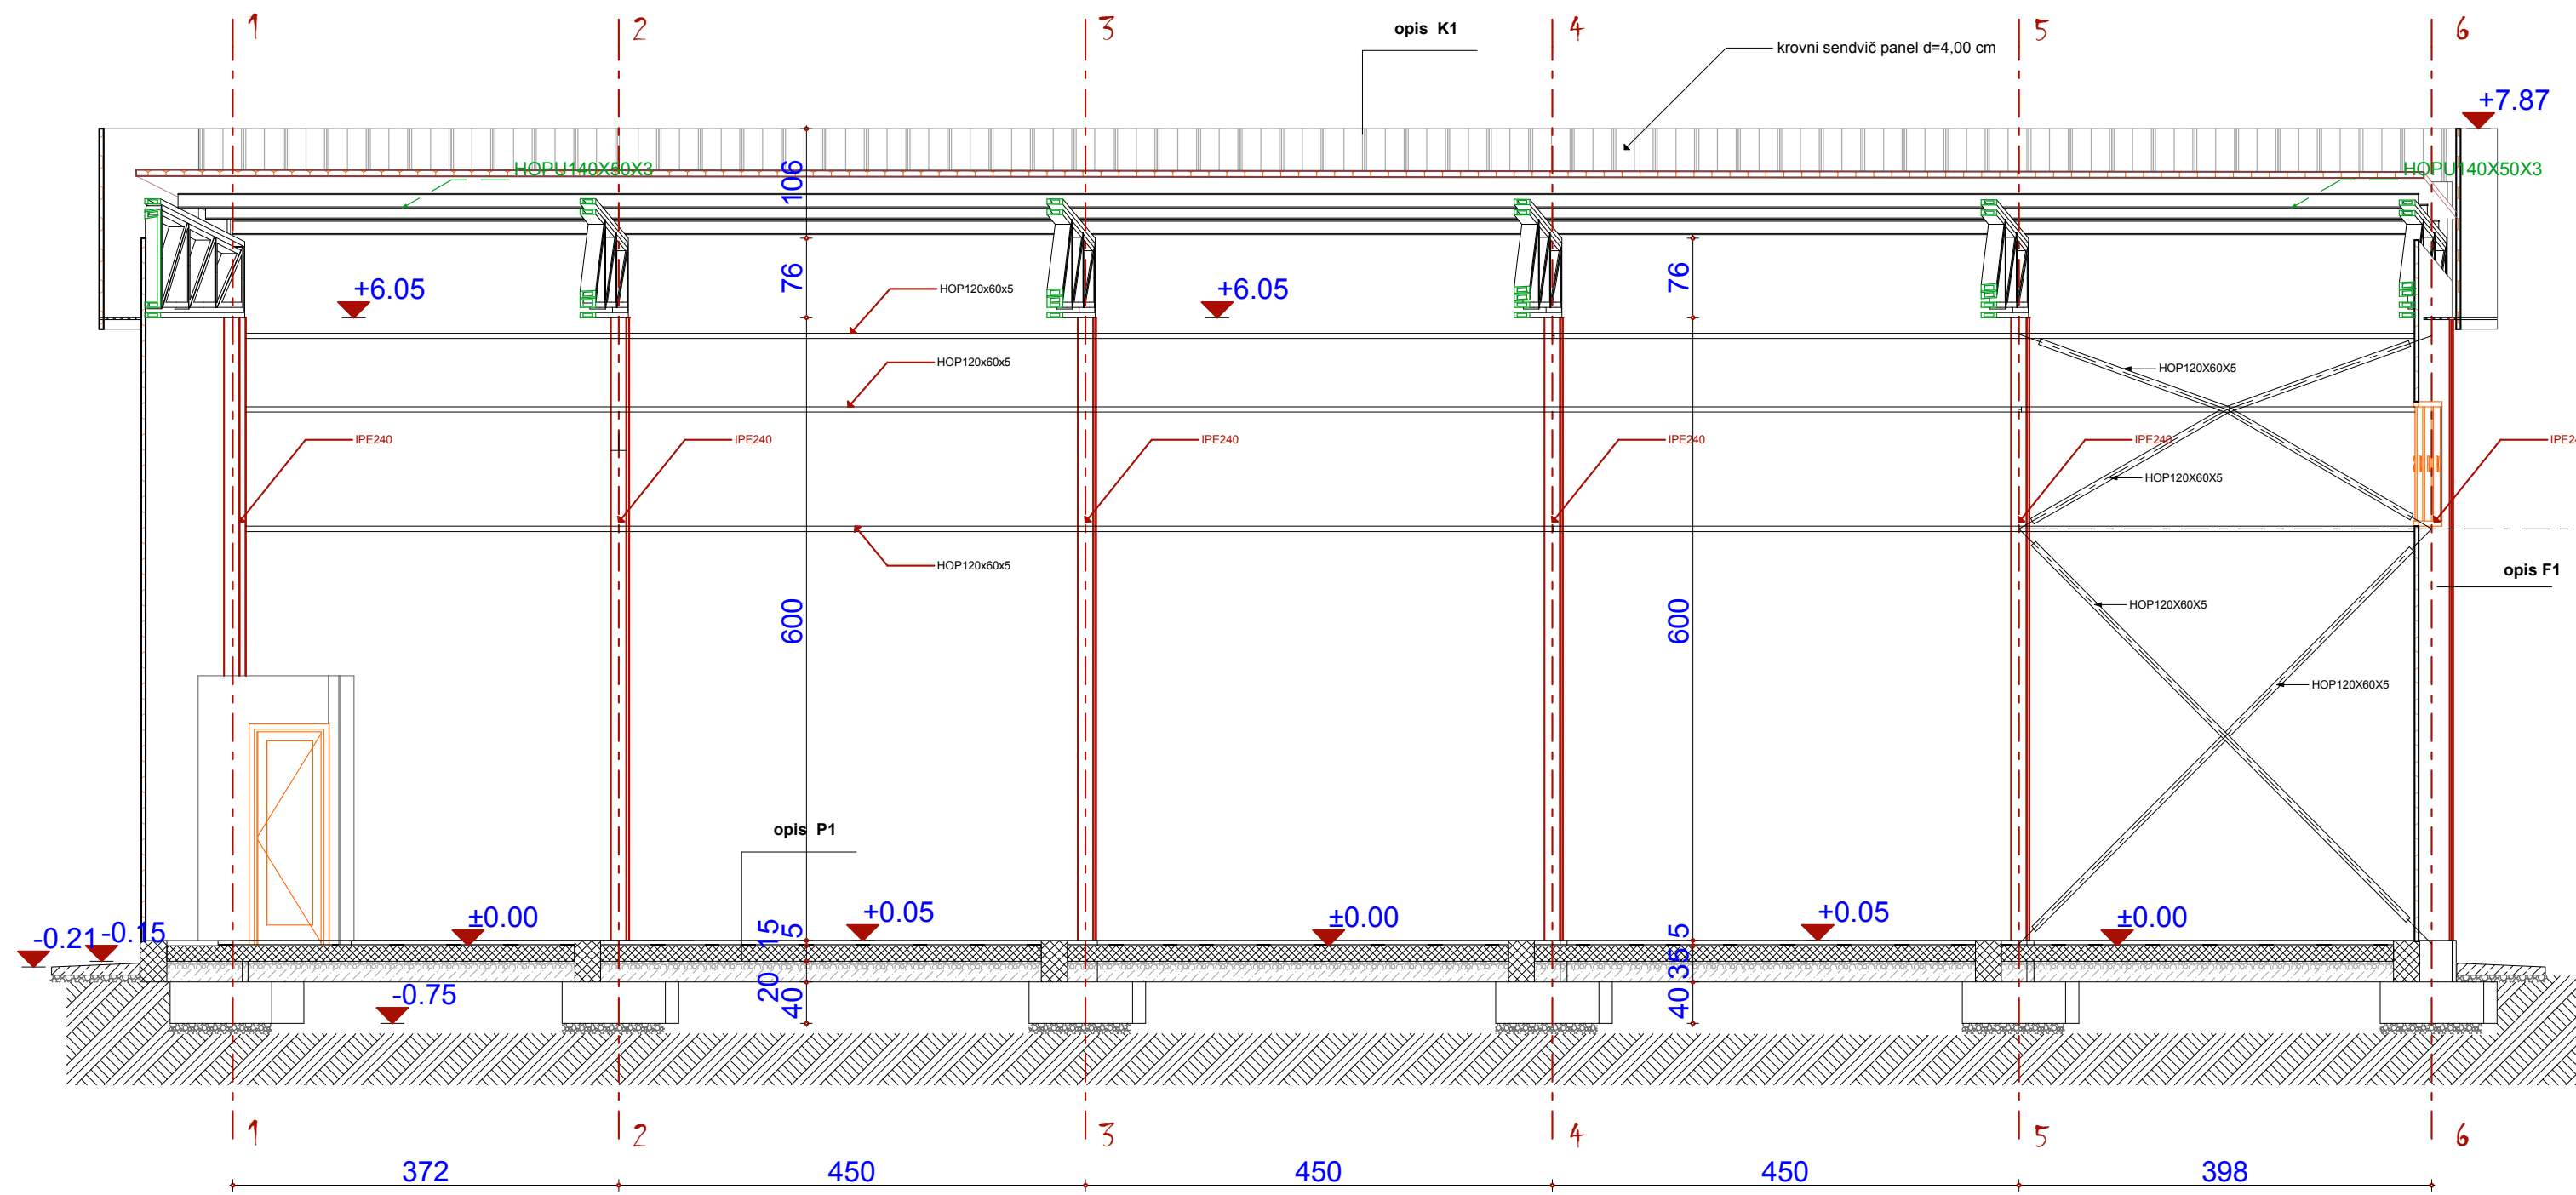 1 2 3 4 5 6
opis K1
krovni sendvič panel d=4,00 cm
+7.87
HOPU140X50X3 HOPU140X50X3
106
76 76
+6.05 +6.05
HOP120x60x5
HOP120x60x5
HOP120X60X5
IPE240 IPE240 IPE240 IPE240 IPE240 IPE24
HOP120X60X5
HOP120x60x5
opis F1
600 600
HOP120X60X5
HOP120X60X5
opis P1
-0.21 -0.15 ±0.00 +0.05 ±0.00 +0.05 ±0.00
15 5 5
20 35
40 40
-0.75
1 2 3 4 5 6
372 450 450 450 398